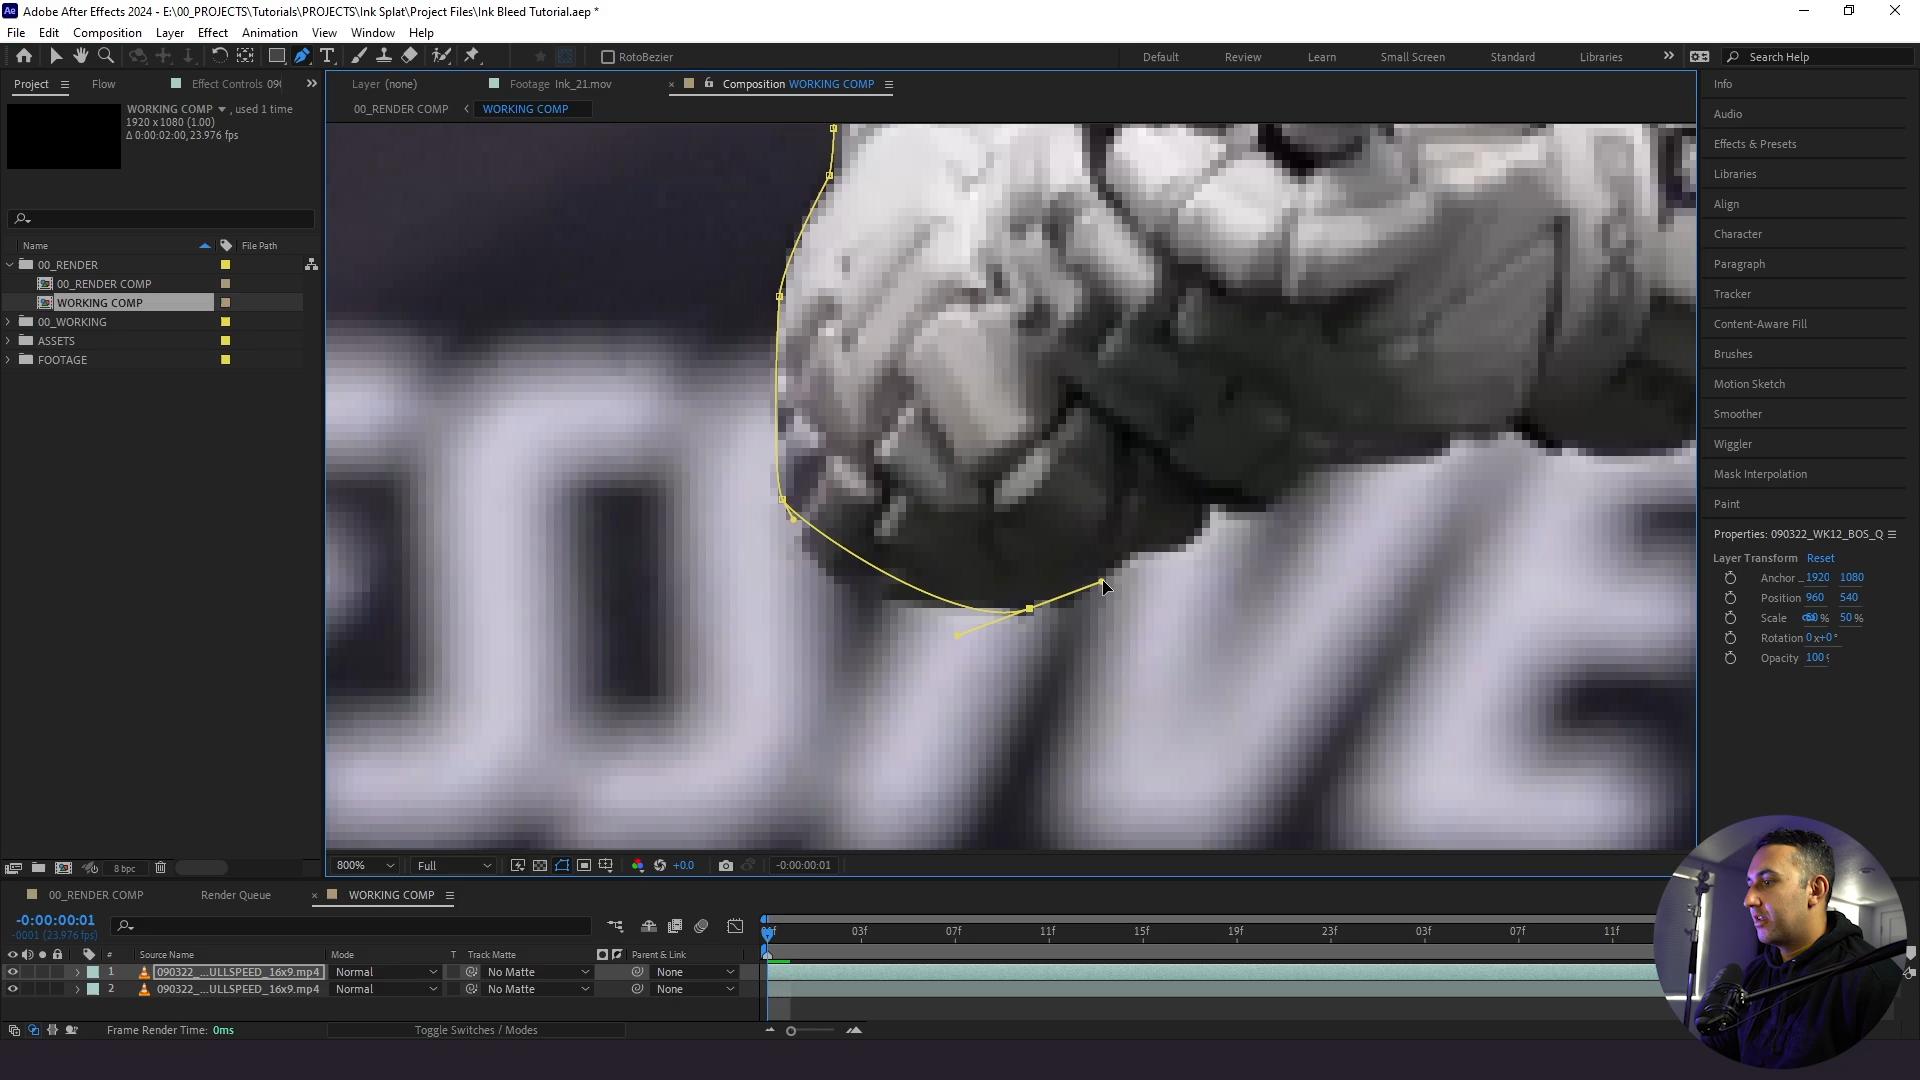 Adobe After Effects 2024 - E:\00_PROJECTS\Tutorials\PROJECTS\Ink Splat\Project Files\Ink Bleed Tutorial.aep *
File Edit Composition Layer Effect Animation View Window Help
RotoBezier Default Review Learn Small Screen Standard Libraries Search Help
Project Flow Effect Controls 09 Layer (none) Footage Ink_21.mov Composition WORKING COMP Info
00_RENDER COMP WORKING COMP
WORKING COMP , used 1 time
1920 x 1080 (1.00)
Δ 0:00:02:00, 23.976 fps
Name File Path
00_RENDER
00_RENDER COMP
WORKING COMP
00_WORKING
ASSETS
FOOTAGE
8 bpc
800% Full +0.0 -0:00:00:01
Audio
Effects & Presets
Libraries
Align
Character
Paragraph
Tracker
Content-Aware Fill
Brushes
Motion Sketch
Smoother
Wiggler
Mask Interpolation
Paint
Properties: 090322_WK12_BOS_Q
Layer Transform Reset
Anchor .. 1920 1080
Position 960 540
Scale 50 % 50 %
Rotation 0 x+0 °
Opacity 100
00_RENDER COMP Render Queue WORKING COMP
-0:00:00:01
-0001 (23.976 fps)
03f 07f 11f 15f 19f 23f 03f 07f 11f
# Source Name Mode T Track Matte Parent & Link
1 090322_...ULLSPEED_16x9.mp4 Normal No Matte None
2 090322_...ULLSPEED_16x9.mp4 Normal No Matte None
Frame Render Time: 0ms Toggle Switches / Modes